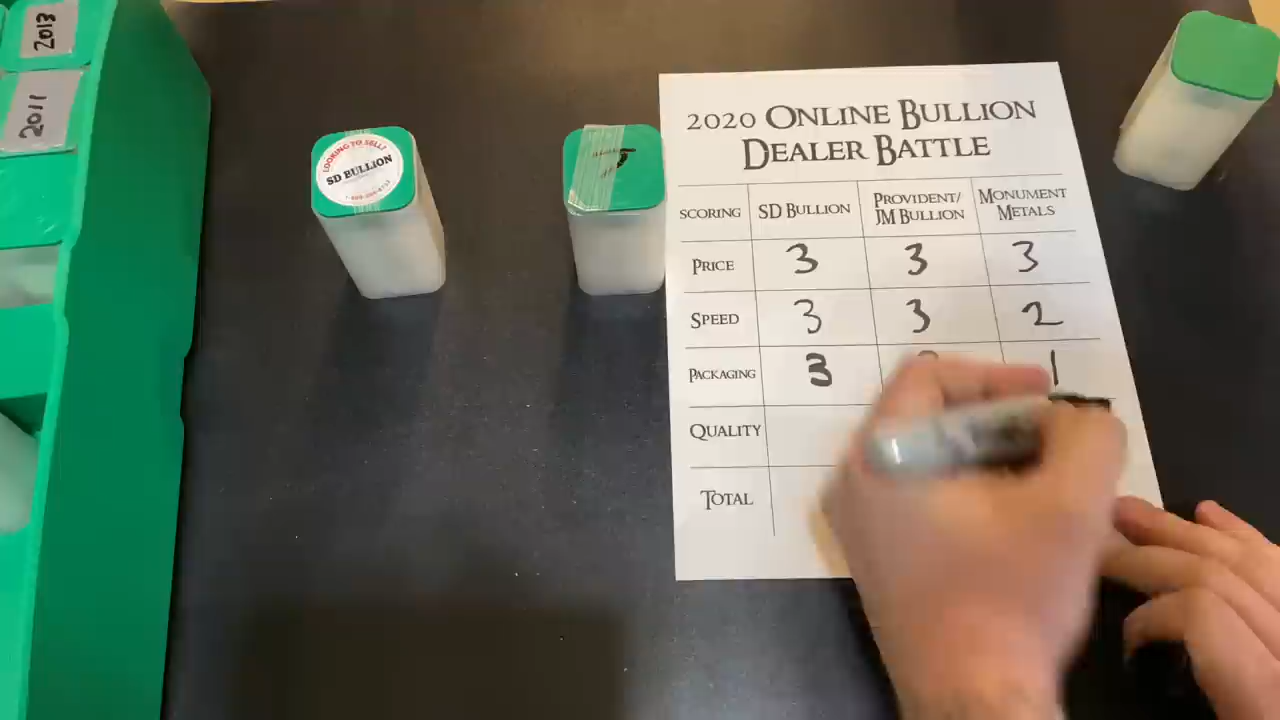 2013
2011
LOOKING TO SELL?
SD BULLION
2020 ONLINE BULLION
DEALER BATTLE
SCORING SD BULLION PROVIDENT/ JM BULLION MONUMENT METALS
PRICE 3 3 3
SPEED 3 3 2
PACKAGING 3 1
QUALITY
TOTAL